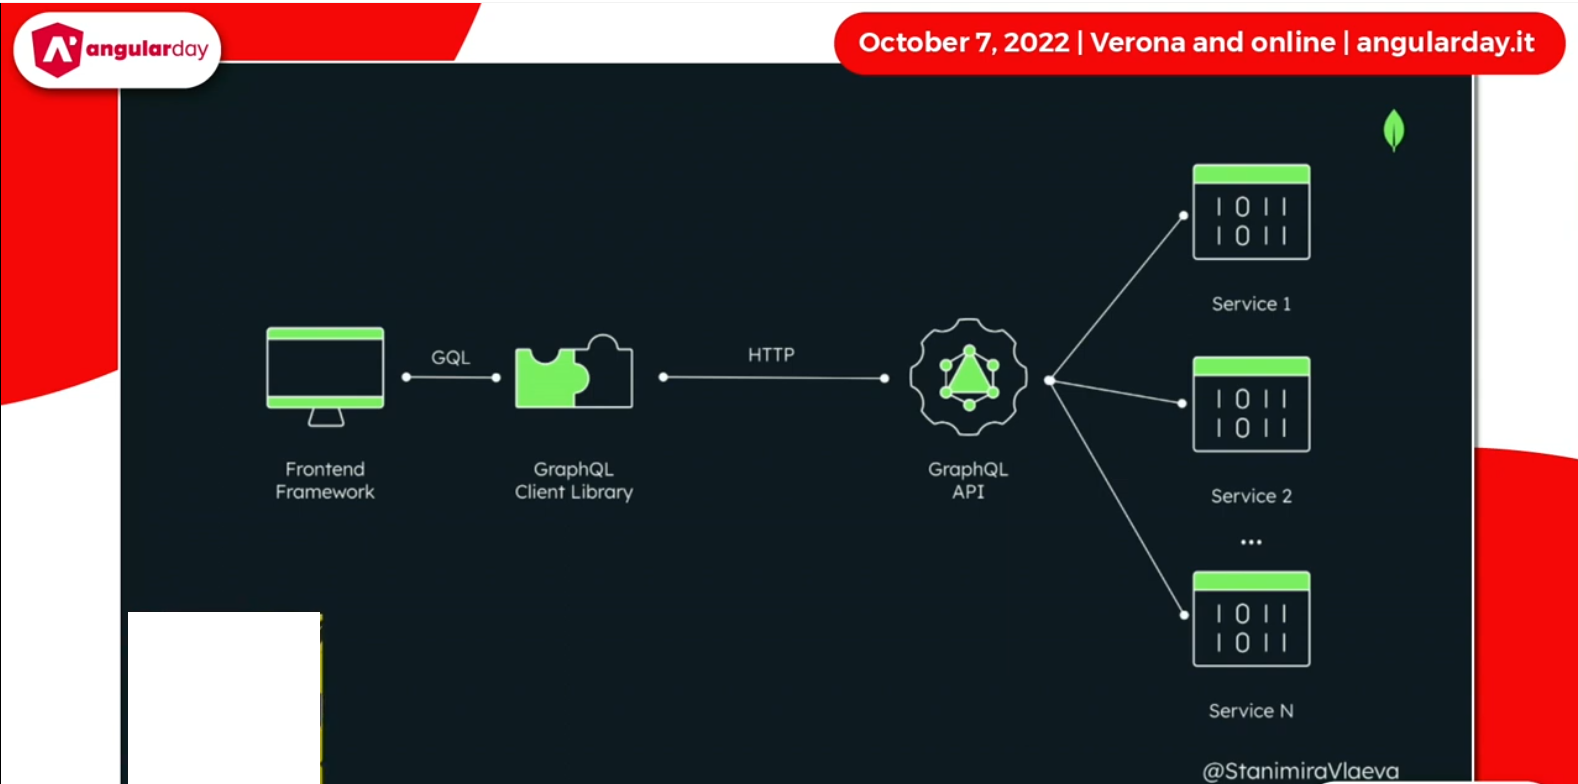 angularday
October 7, 2022 | Verona and online | angularday.it
1011
1011
Service 1
GQL
HTTP
Frontend
Framework
GraphQL
Client Library
GraphQL
API
1011
1011
Service 2
...
1011
1011
Service N
@StanimiraVlaeva